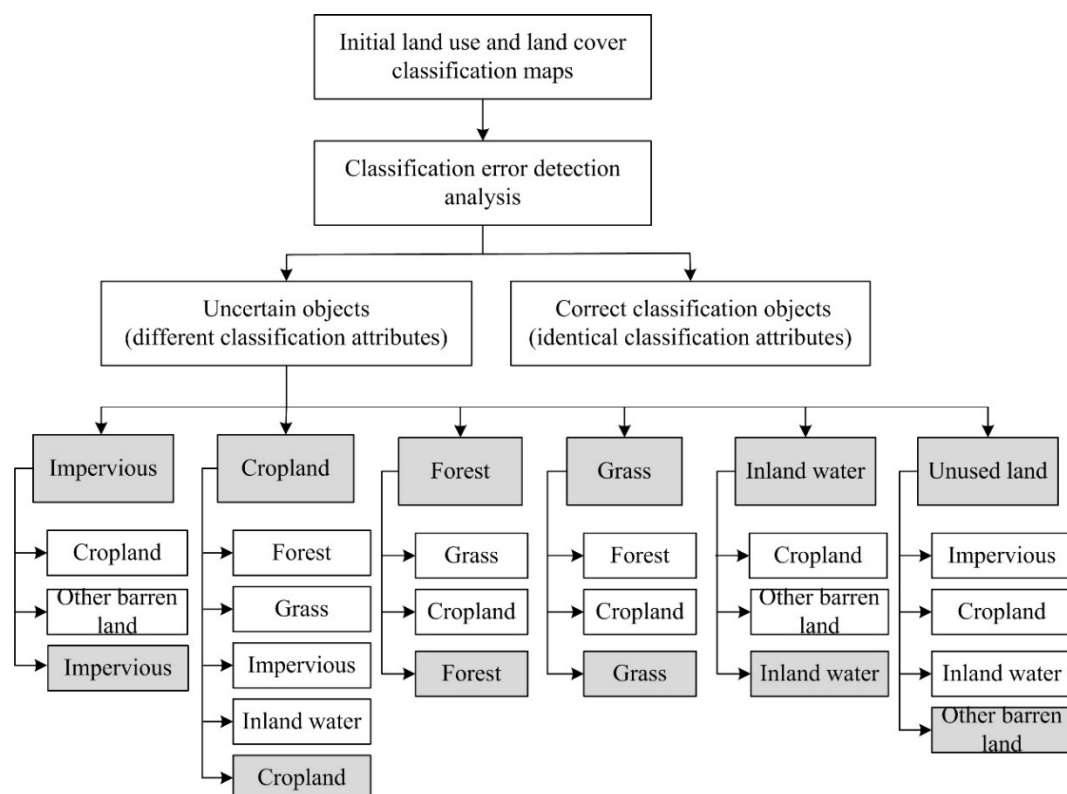 Initial land use and land cover
classification maps
Classification error detection
analysis
Uncertain objects
(different classification attributes)
Correct classification objects
(identical classification attributes)
Impervious
Cropland
Other barren
land
Impervious
Cropland
Forest
Grass
Impervious
Inland water
Cropland
Forest
Grass
Cropland
Forest
Grass
Forest
Cropland
Grass
Inland water
Cropland
Other barren
land
Inland water
Unused land
Impervious
Cropland
Inland water
Other barren
land